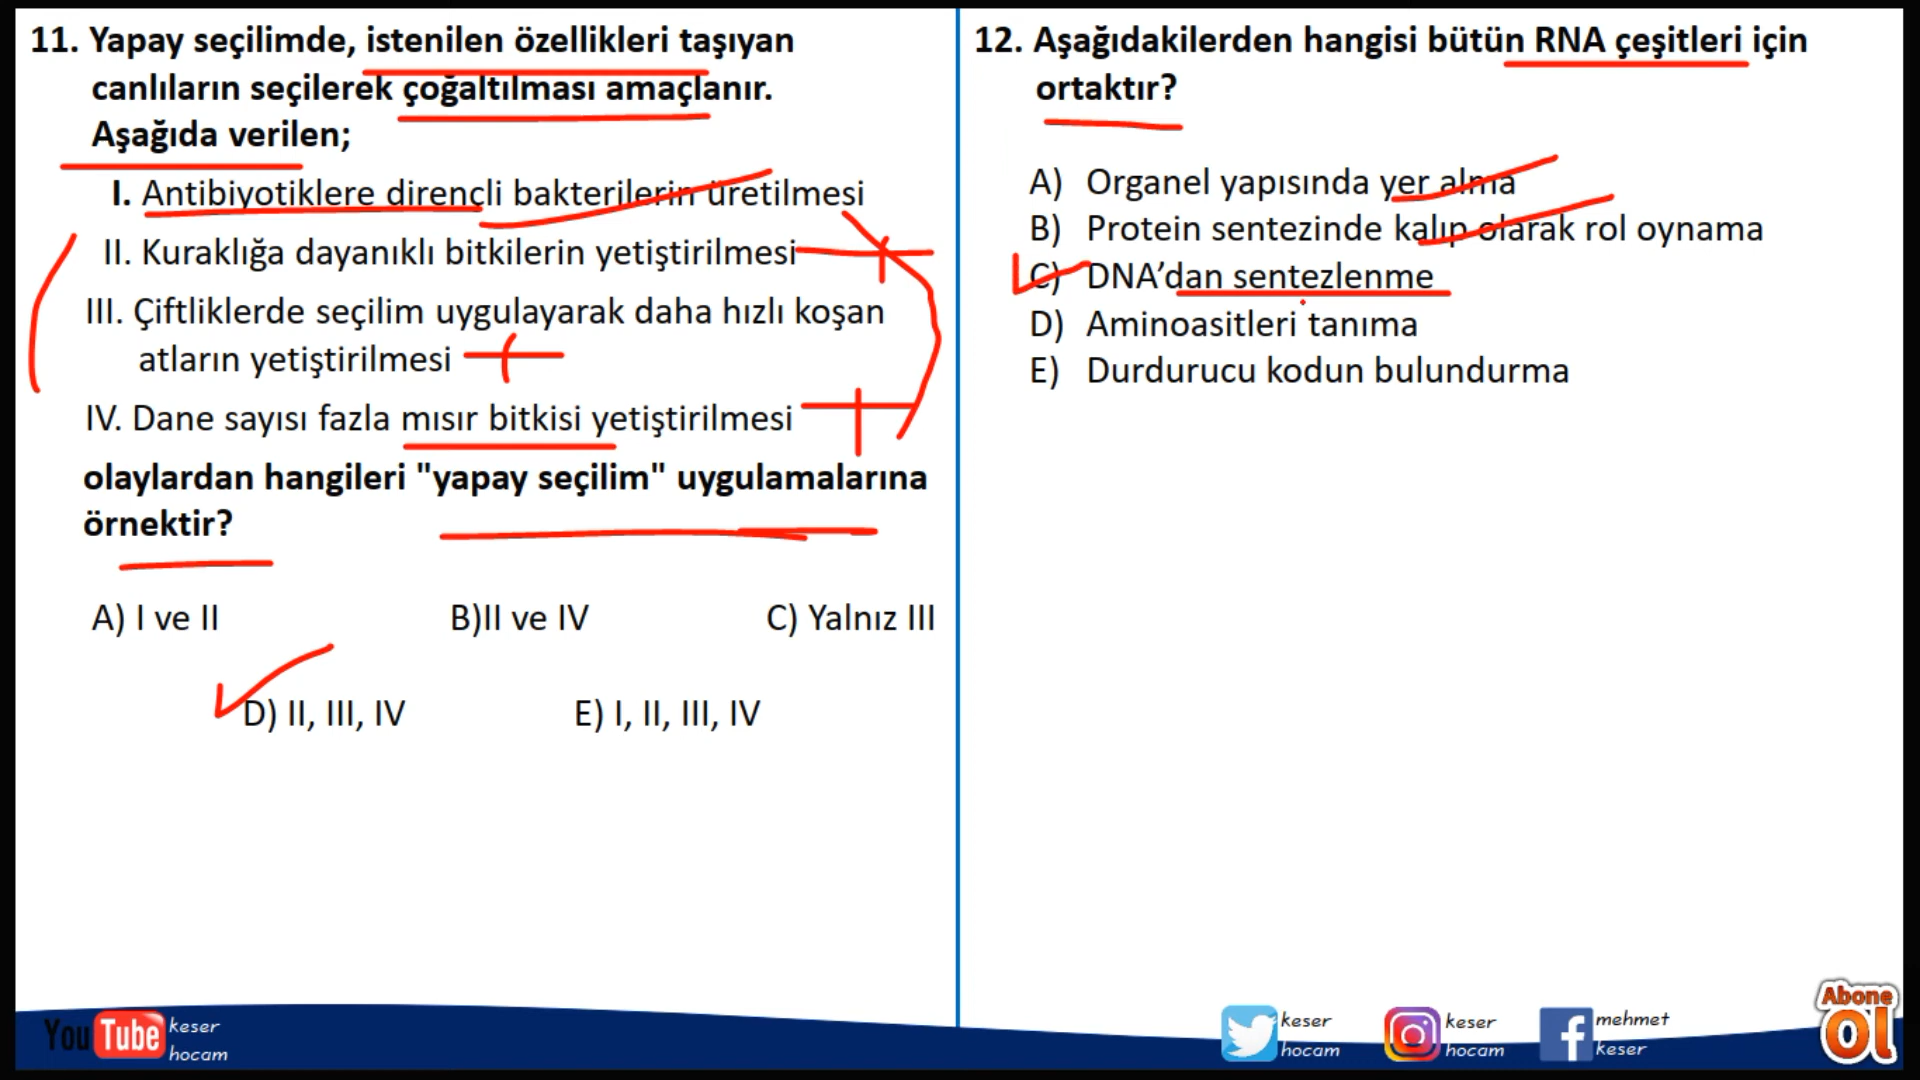 11. Yapay seçilimde, istenilen özellikleri taşıyan
canlıların seçilerek çoğaltılması amaçlanır.
Aşağıda verilen;
I. Antibiyotiklere dirençli bakterilerin üretilmesi
II. Kuraklığa dayanıklı bitkilerin yetiştirilmesi
III. Çiftliklerde seçilim uygulayarak daha hızlı koşan
atların yetiştirilmesi
IV. Dane sayısı fazla mısır bitkisi yetiştirilmesi
olaylardan hangileri "yapay seçilim" uygulamalarına
örnektir?
A) I ve II B)II ve IV C) Yalnız III
D) II, III, IV E) I, II, III, IV
12. Aşağıdakilerden hangisi bütün RNA çeşitleri için
ortaktır?
A) Organel yapısında yer alma
B) Protein sentezinde kalıp olarak rol oynama
C) DNA’dan sentezlenme
D) Aminoasitleri tanıma
E) Durdurucu kodun bulundurma
YouTube keser
hocam
keser
hocam
keser
hocam
mehmet
keser
Abone
Ol